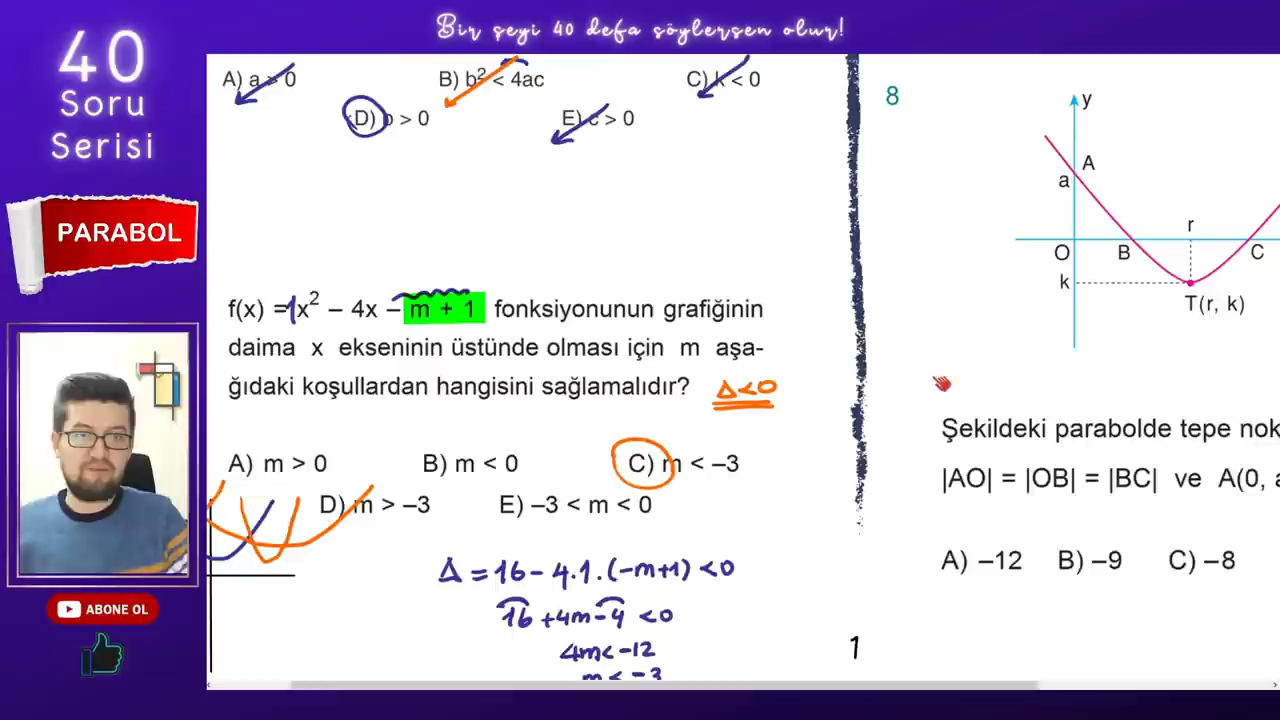 Bir şeyi 40 defa söylersen olur!
40
Soru
Serisi
PARABOL
ABONE OL
A) a > 0
B) b² < 4ac
C) k < 0
D) b > 0
E) c > 0
f(x) = 1x² – 4x – m + 1 fonksiyonunun grafiğinin
daima x ekseninin üstünde olması için m aşa-
ğıdaki koşullardan hangisini sağlamalıdır? Δ<0
A) m > 0
B) m < 0
C) m < –3
D) m > –3
E) –3 < m < 0
Δ = 16 - 4.1.(-m+1) <0
16 +4m-4 <0
4m< -12
m < -3
1
8
y
A
a
r
O
B
C
k
T(r, k)
Şekildeki parabolde tepe nok
|AO| = |OB| = |BC| ve A(0, a
A) –12 B) –9 C) –8